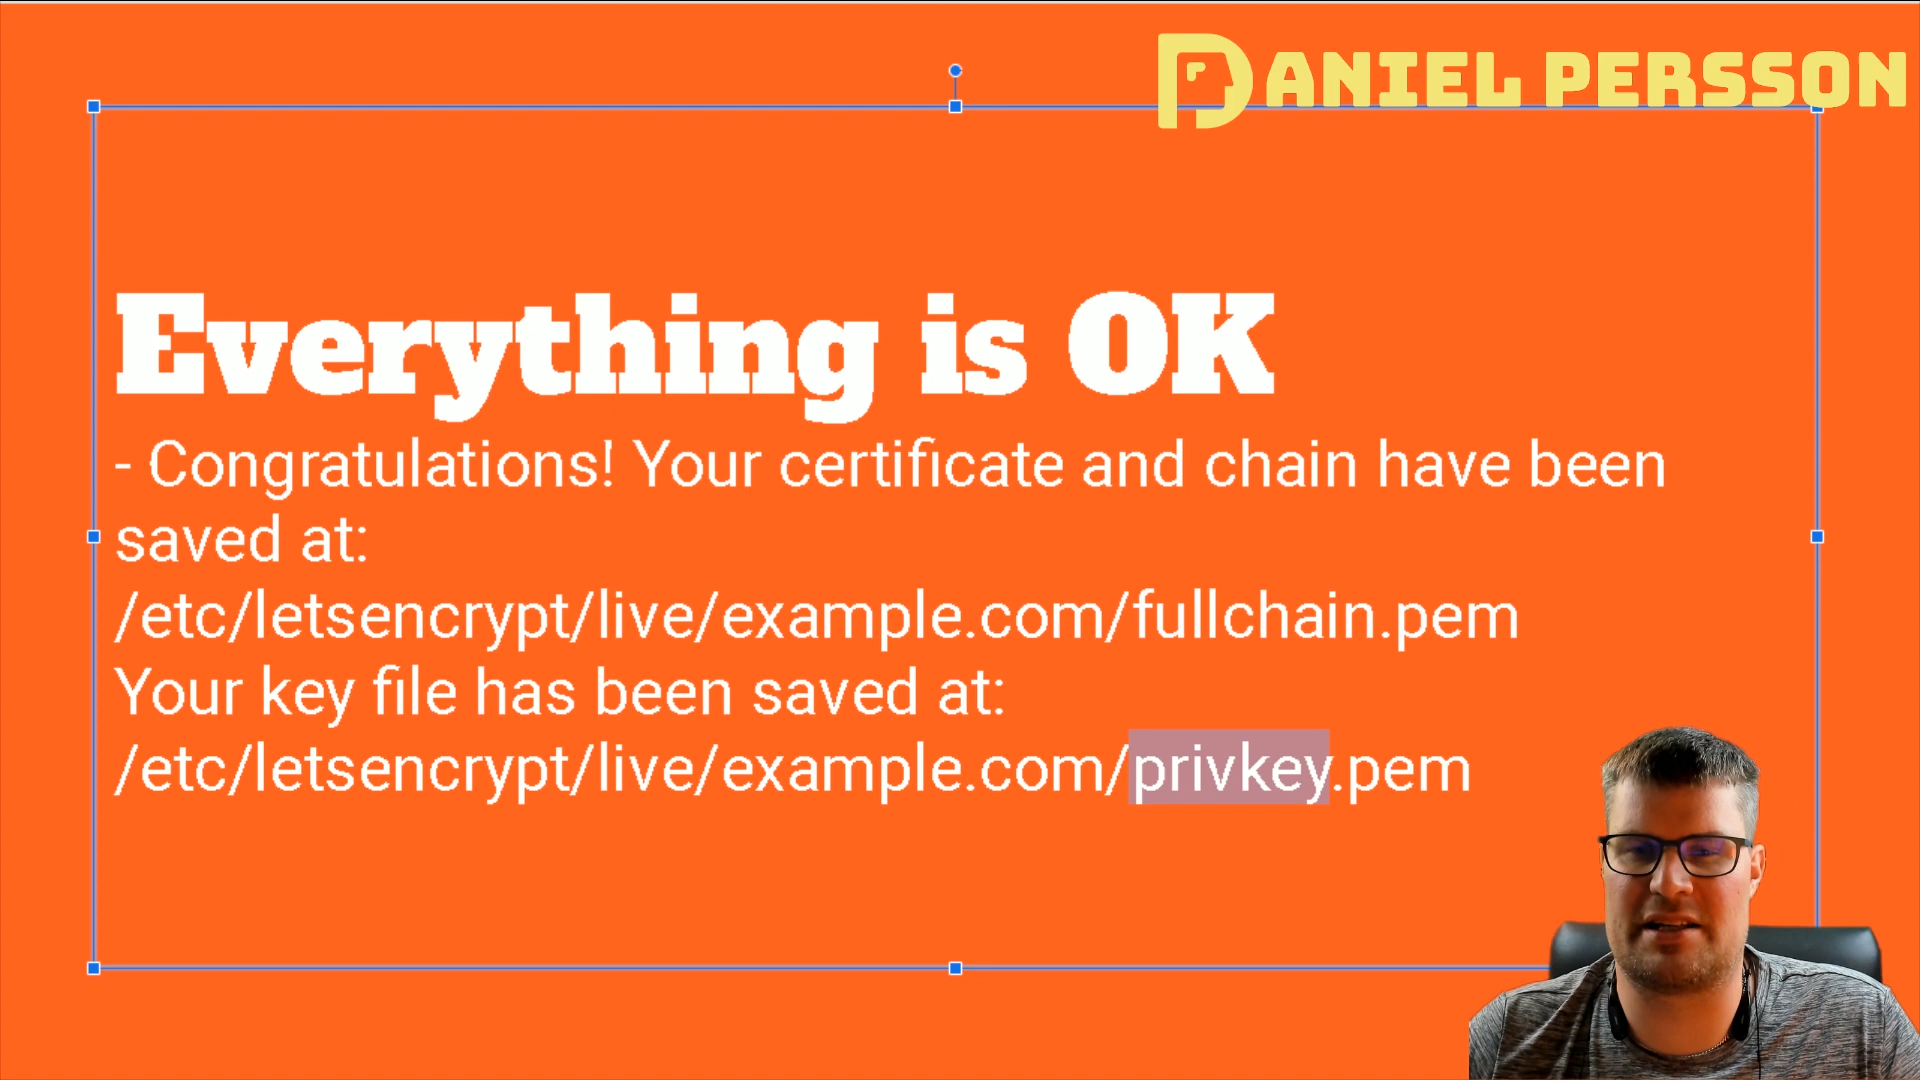 DANIEL PERSSON
Everything is OK
- Congratulations! Your certificate and chain have been
saved at:
/etc/letsencrypt/live/example.com/fullchain.pem
Your key file has been saved at:
/etc/letsencrypt/live/example.com/privkey.pem